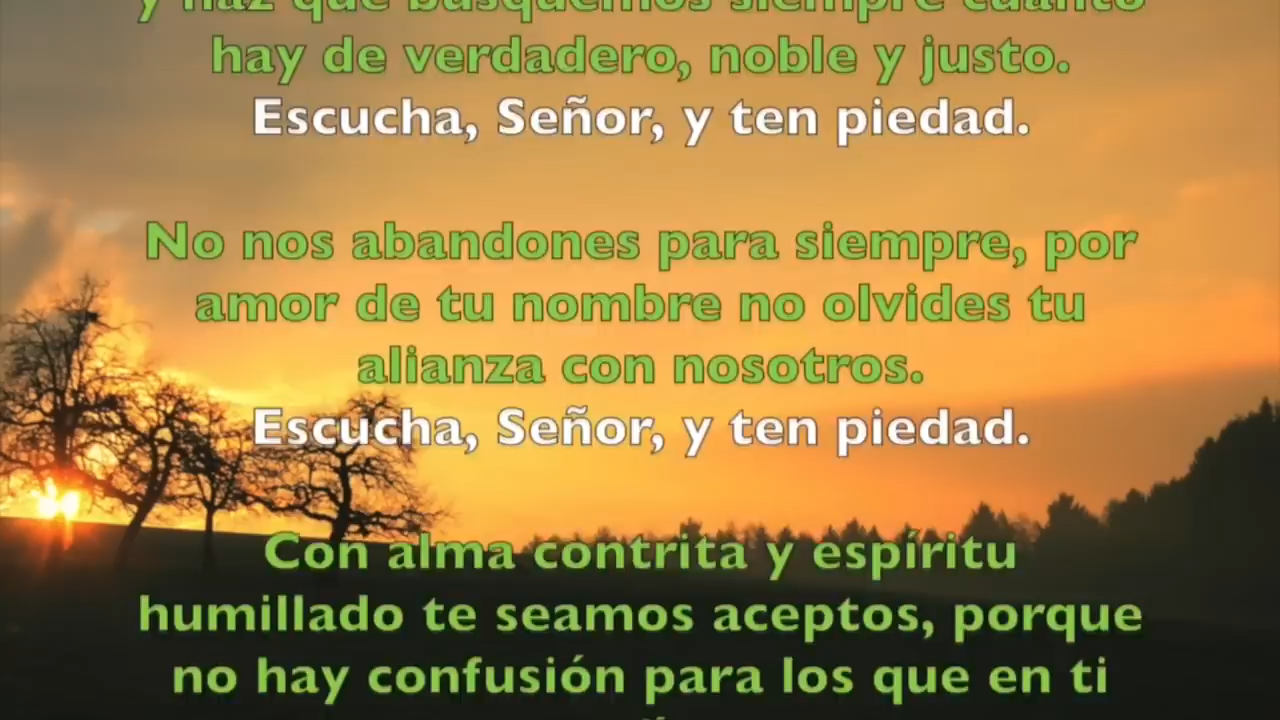 y haz que busquemos siempre cuanto
hay de verdadero, noble y justo.
Escucha, Señor, y ten piedad.
No nos abandones para siempre, por
amor de tu nombre no olvides tu
alianza con nosotros.
Escucha, Señor, y ten piedad.
Con alma contrita y espíritu
humillado te seamos aceptos, porque
no hay confusión para los que en ti